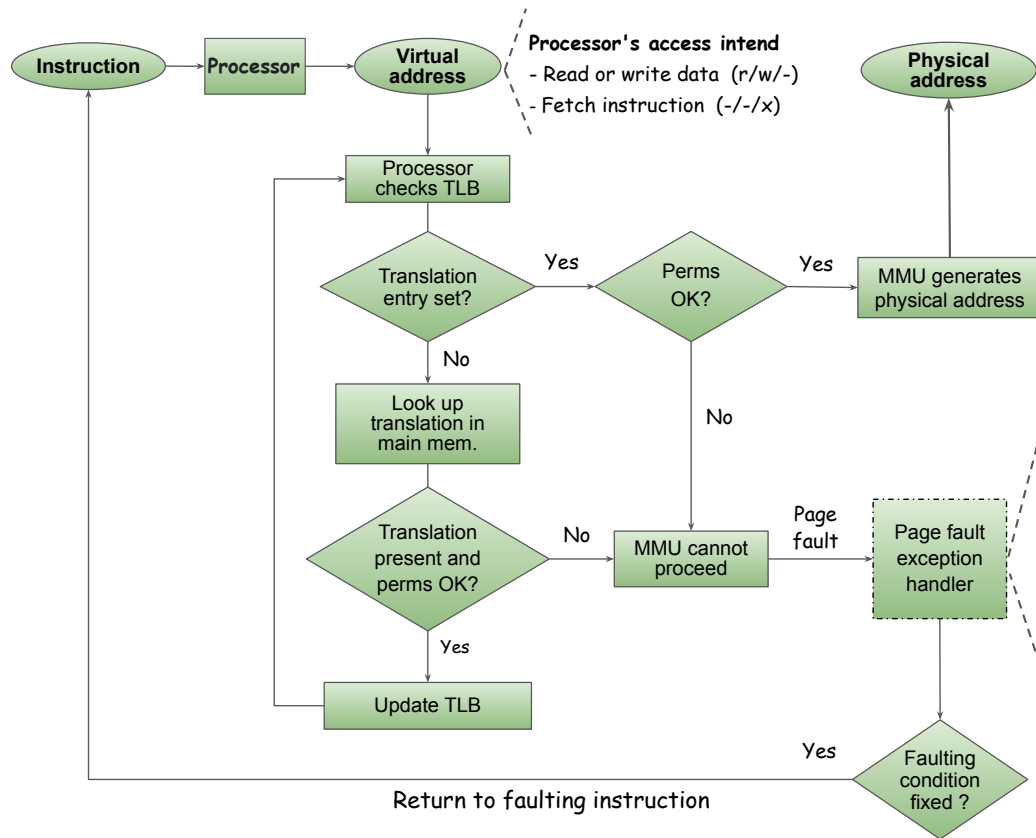 Instruction
Processor
Virtual
address
Processor's access intend
- Read or write data (r/w/-)
- Fetch instruction (-/-/x)
Physical
address
Processor
checks TLB
Translation
entry set?
Yes
Perms
OK?
Yes
MMU generates
physical address
No
Look up
translation in
main mem.
No
Translation
present and
perms OK?
No
MMU cannot
proceed
Page
fault
Page fault
exception
handler
Yes
Update TLB
Yes
Faulting
condition
fixed ?
Return to faulting instruction